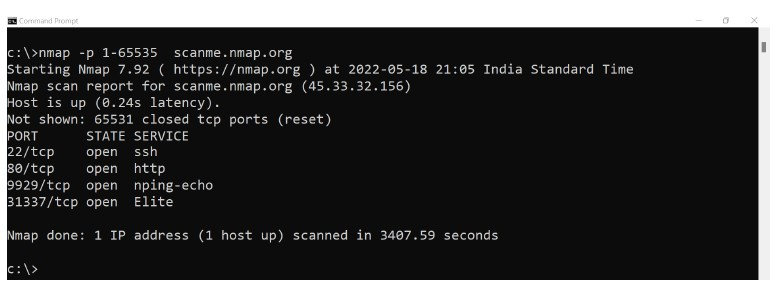 Command Prompt
c:\>nmap -p 1-65535  scanme.nmap.org
Starting Nmap 7.92 ( https://nmap.org ) at 2022-05-18 21:05 India Standard Time
Nmap scan report for scanme.nmap.org (45.33.32.156)
Host is up (0.24s latency).
Not shown: 65531 closed tcp ports (reset)
PORT      STATE SERVICE
22/tcp    open  ssh
80/tcp    open  http
9929/tcp  open  nping-echo
31337/tcp open  Elite
Nmap done: 1 IP address (1 host up) scanned in 3407.59 seconds
c:\>